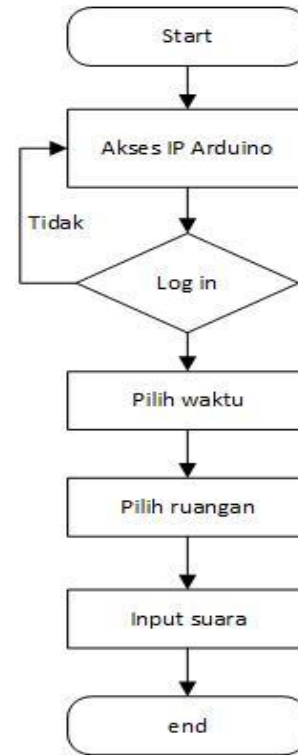 Start
Akses IP Arduino
Tidak
Log in
Pilih waktu
Pilih ruangan
Input suara
end